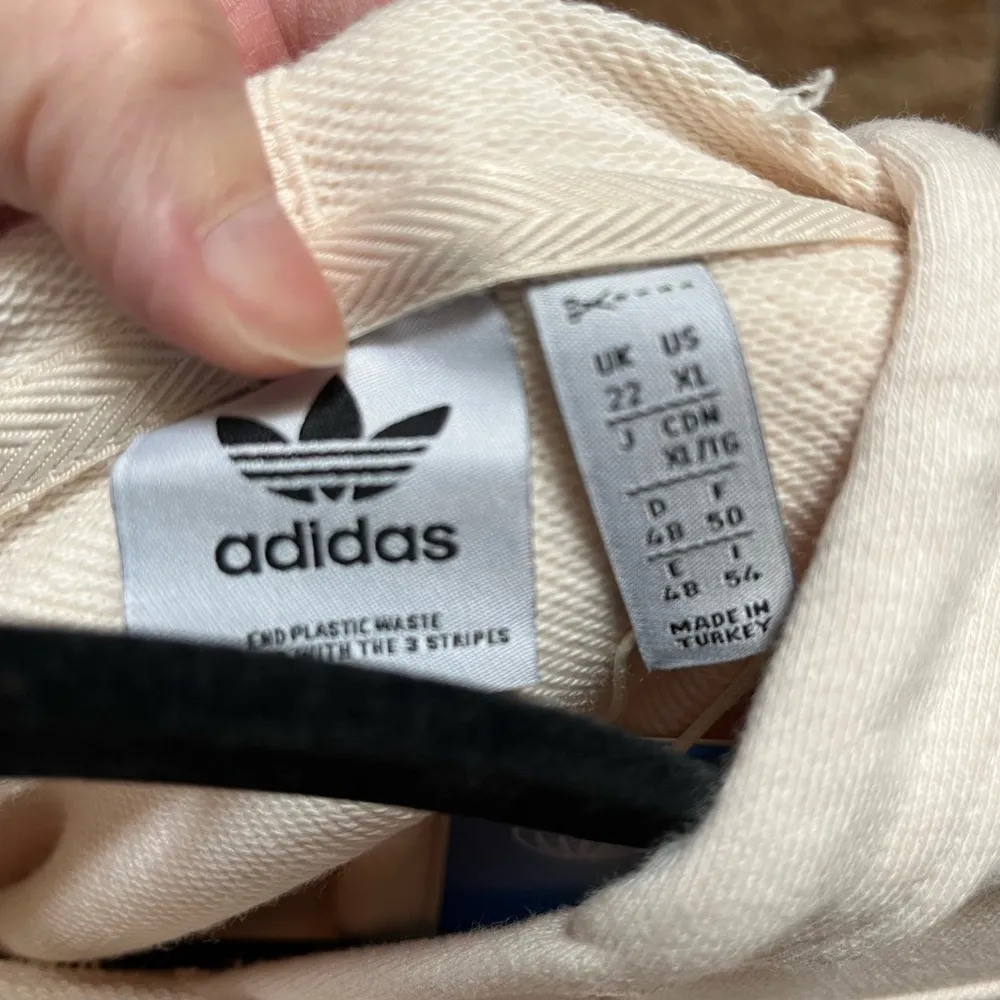 adidas
END PLASTIC WASTE
WITH THE 3 STRIPES
UK US
22 XL
J CDN
XL/TG
D F
48 50
E I
48 54
MADE IN
TURKEY